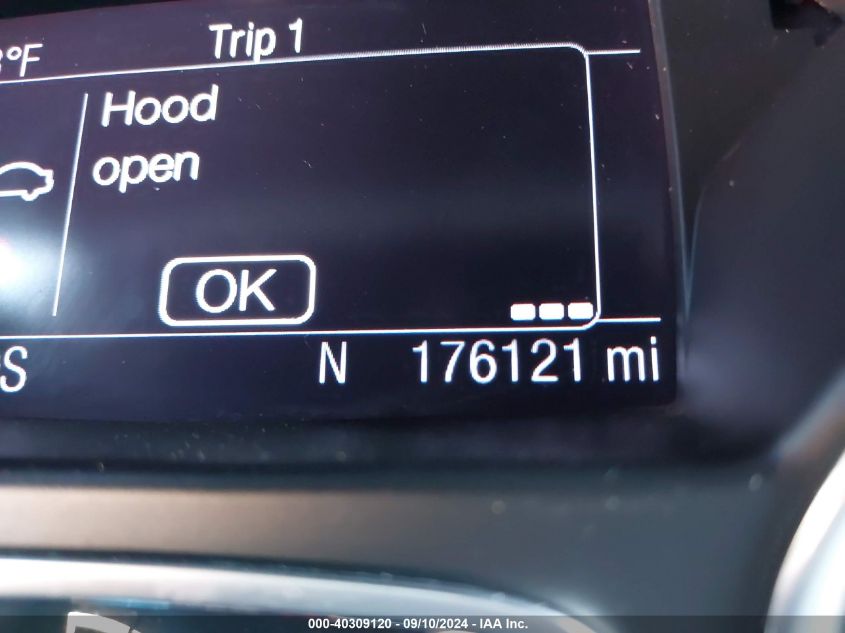 °F
Trip 1
Hood
open
OK
N 176121 mi
000-40309120 - 09/10/2024 - IAA Inc.